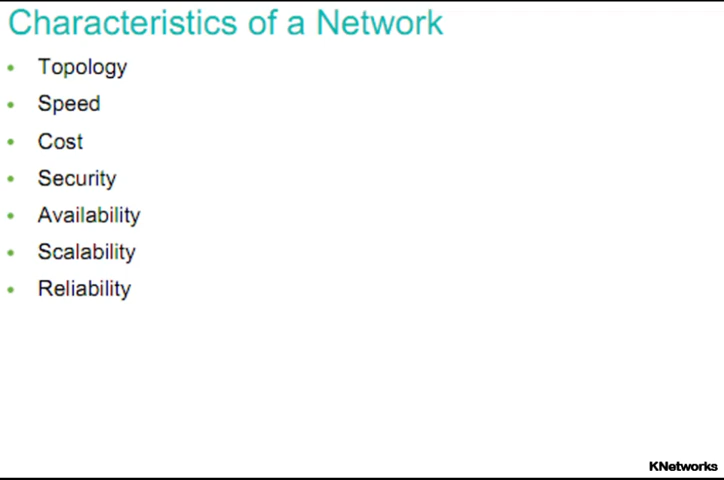 Characteristics of a Network
• Topology
• Speed
• Cost
• Security
• Availability
• Scalability
• Reliability
KNetworks